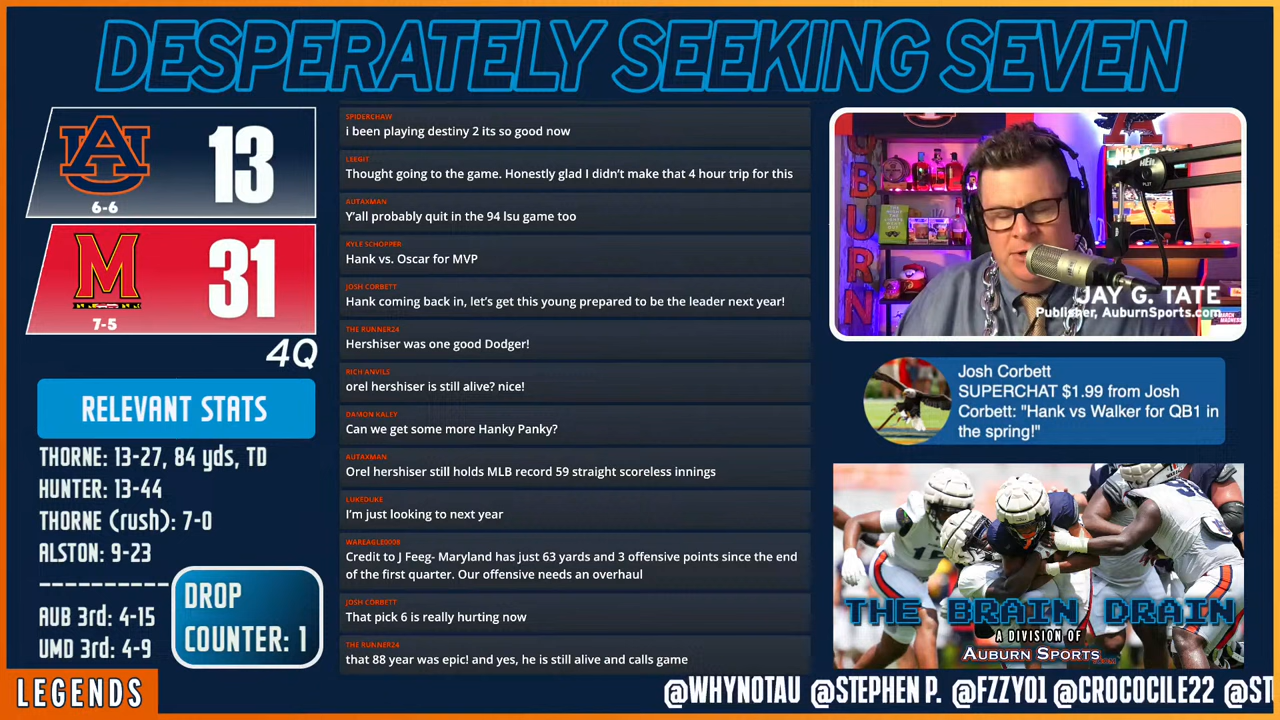 DESPERATELY SEEKING SEVEN
13
6-6
31
7-5
4Q
RELEVANT STATS
THORNE: 13-27, 84 yds, TD
HUNTER: 13-44
THORNE (rush): 7-0
ALSTON: 9-23
AUB 3rd: 4-15
UMD 3rd: 4-9
DROP
COUNTER: 1
SPIDERCHAW
i been playing destiny 2 its so good now
LEEGIT
Thought going to the game. Honestly glad I didn't make that 4 hour trip for this
AUTAXMAN
Y'all probably quit in the 94 lsu game too
KYLE SCHOPPER
Hank vs. Oscar for MVP
JOSH CORBETT
Hank coming back in, let's get this young prepared to be the leader next year!
THE RUNNER24
Hershiser was one good Dodger!
RICH ANVILS
orel hershiser is still alive? nice!
DAMON KALEY
Can we get some more Hanky Panky?
AUTAXMAN
Orel hershiser still holds MLB record 59 straight scoreless innings
LUKEDUKE
I'm just looking to next year
WAREAGLE0008
Credit to J Feeg- Maryland has just 63 yards and 3 offensive points since the end
of the first quarter. Our offensive needs an overhaul
JOSH CORBETT
That pick 6 is really hurting now
THE RUNNER24
that 88 year was epic! and yes, he is still alive and calls game
JAY G. TATE
Publisher, AuburnSports.com
Josh Corbett
SUPERCHAT $1.99 from Josh
Corbett: "Hank vs Walker for QB1 in
the spring!"
THE BRAIN DRAIN
A DIVISION OF
AUBURN SPORTS.COM
LEGENDS
@WHYNOTAU @STEPHEN P. @FZZY01 @CROCOCILE22 @ST